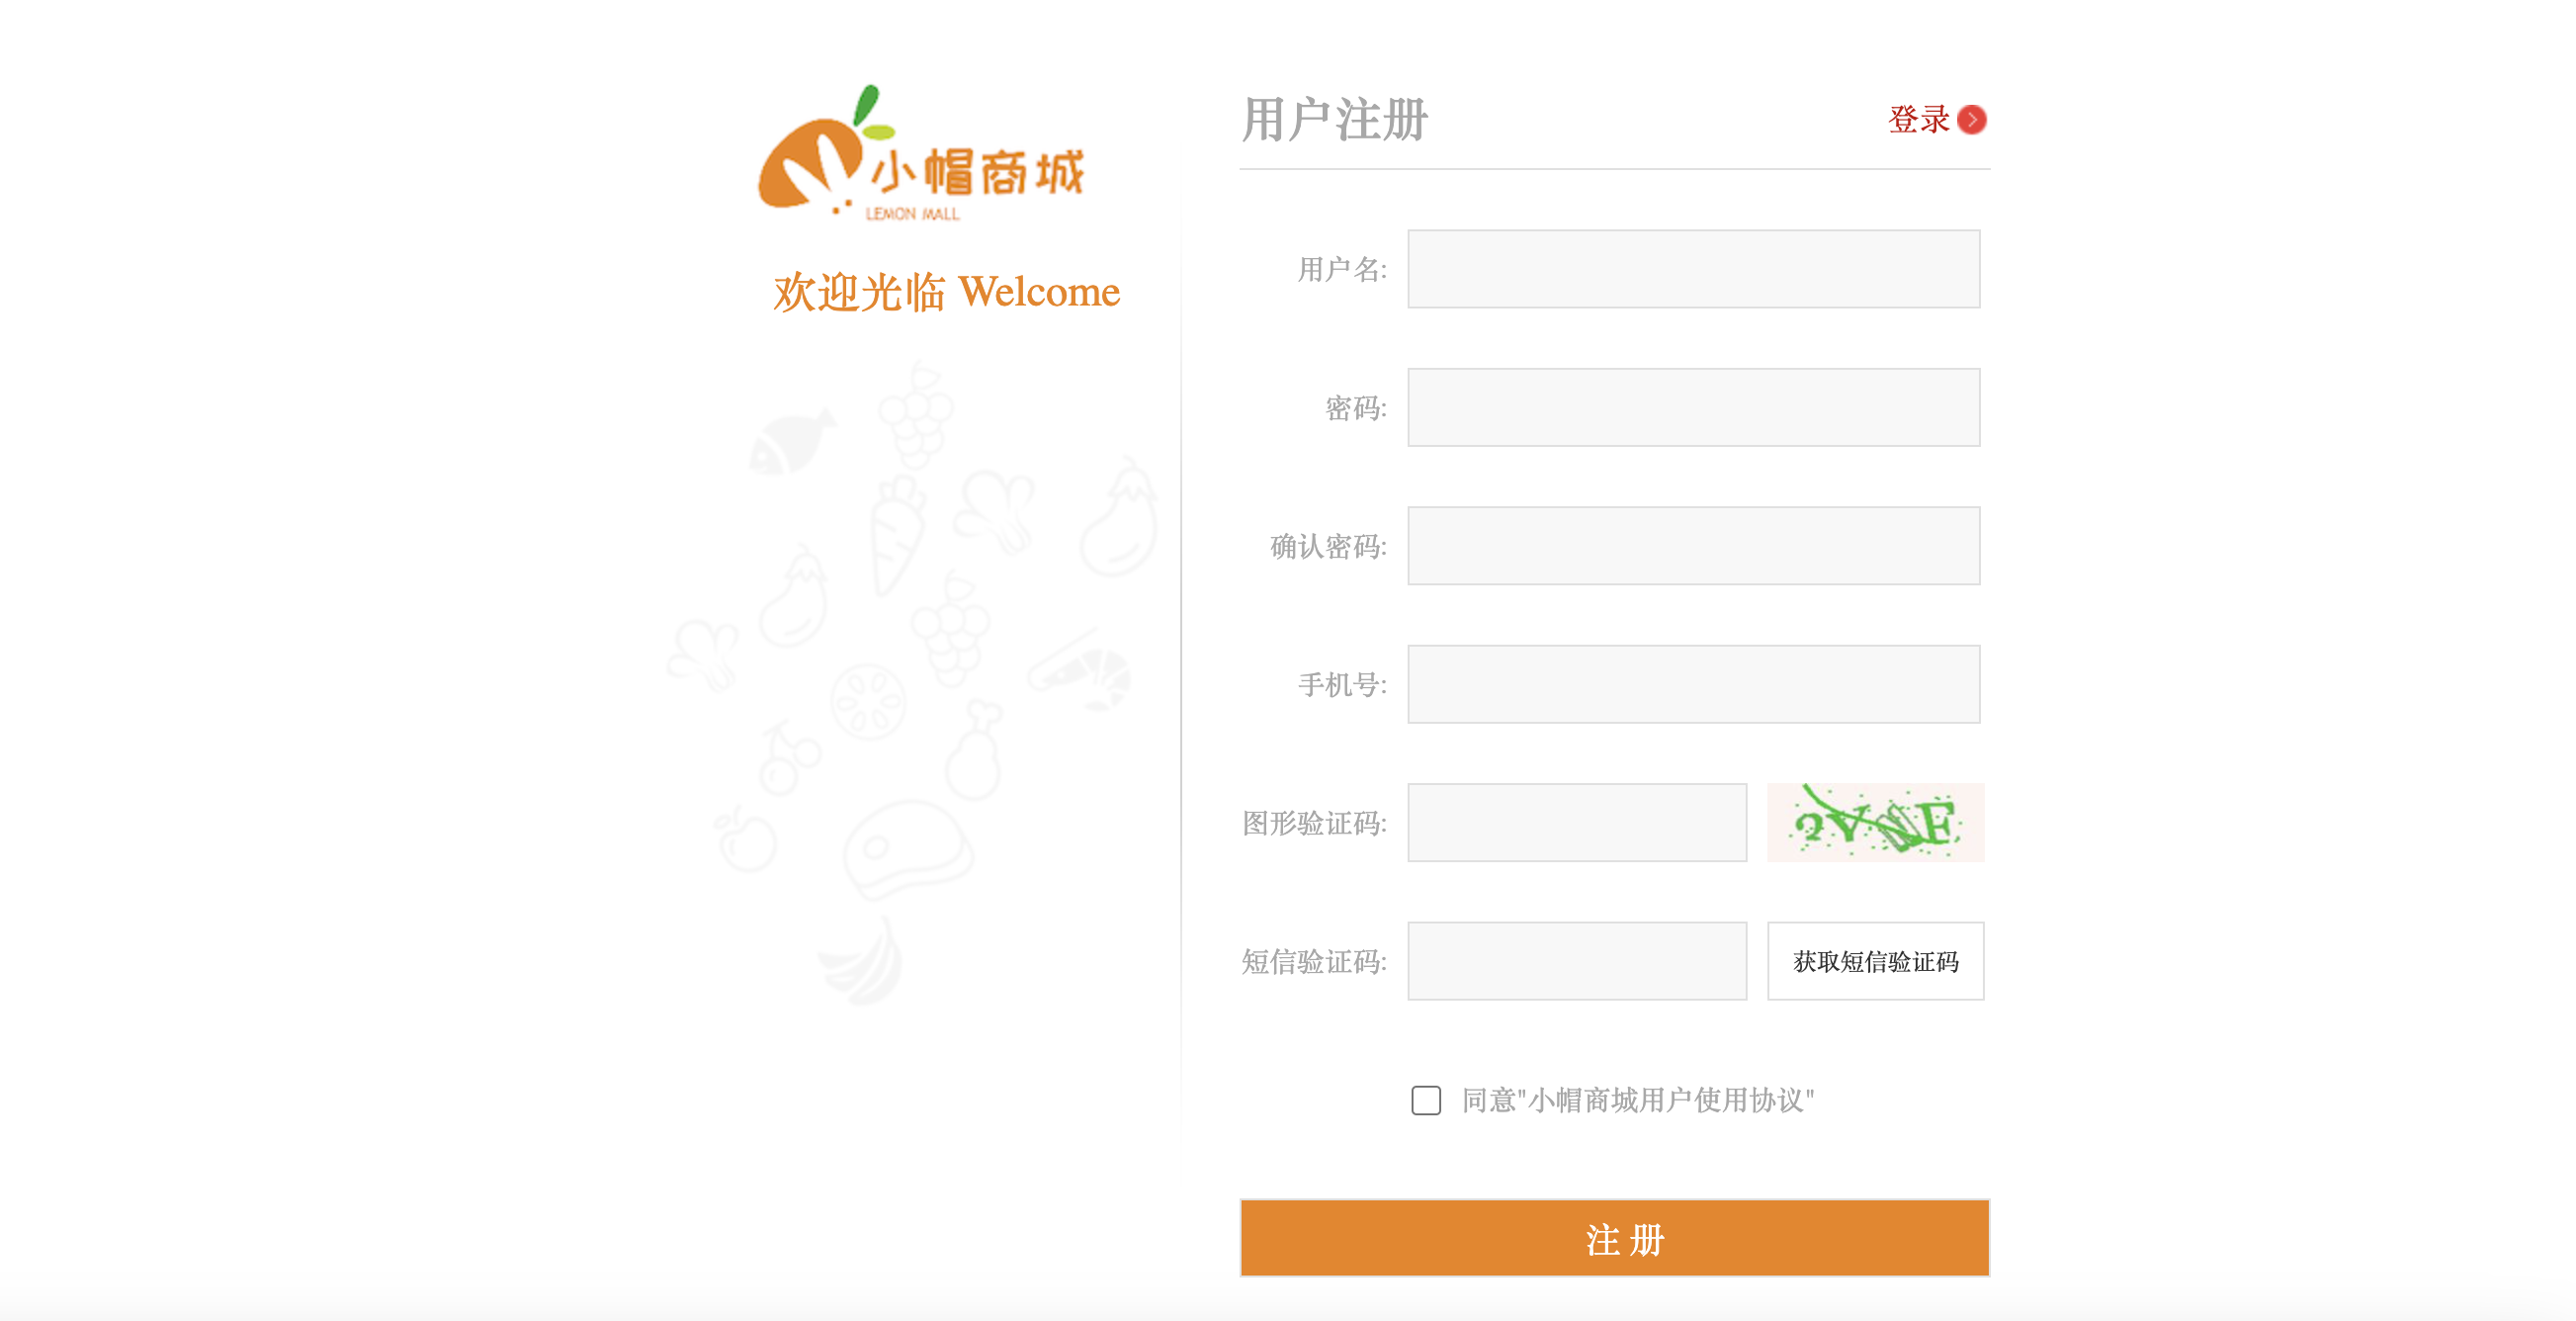 小帽商城
LEMON MALL
欢迎光临 Welcome
用户注册
登录
用户名:
密码:
确认密码:
手机号:
图形验证码:
短信验证码:
获取短信验证码
同意"小帽商城用户使用协议"
注 册